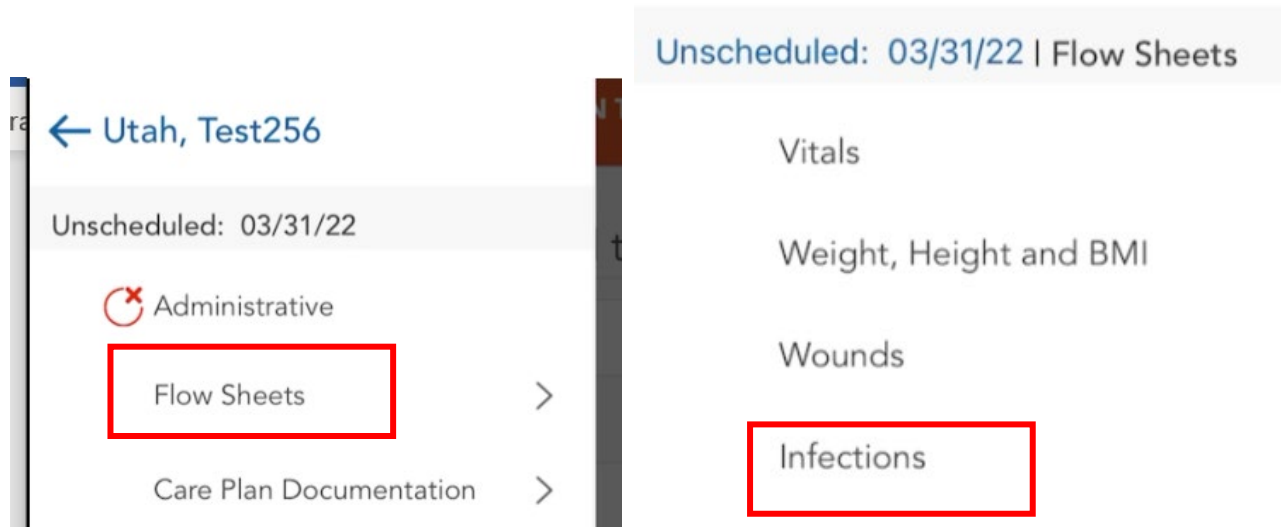 ← Utah, Test256
Unscheduled: 03/31/22
Administrative
Flow Sheets
Care Plan Documentation
Unscheduled: 03/31/22 | Flow Sheets
Vitals
Weight, Height and BMI
Wounds
Infections